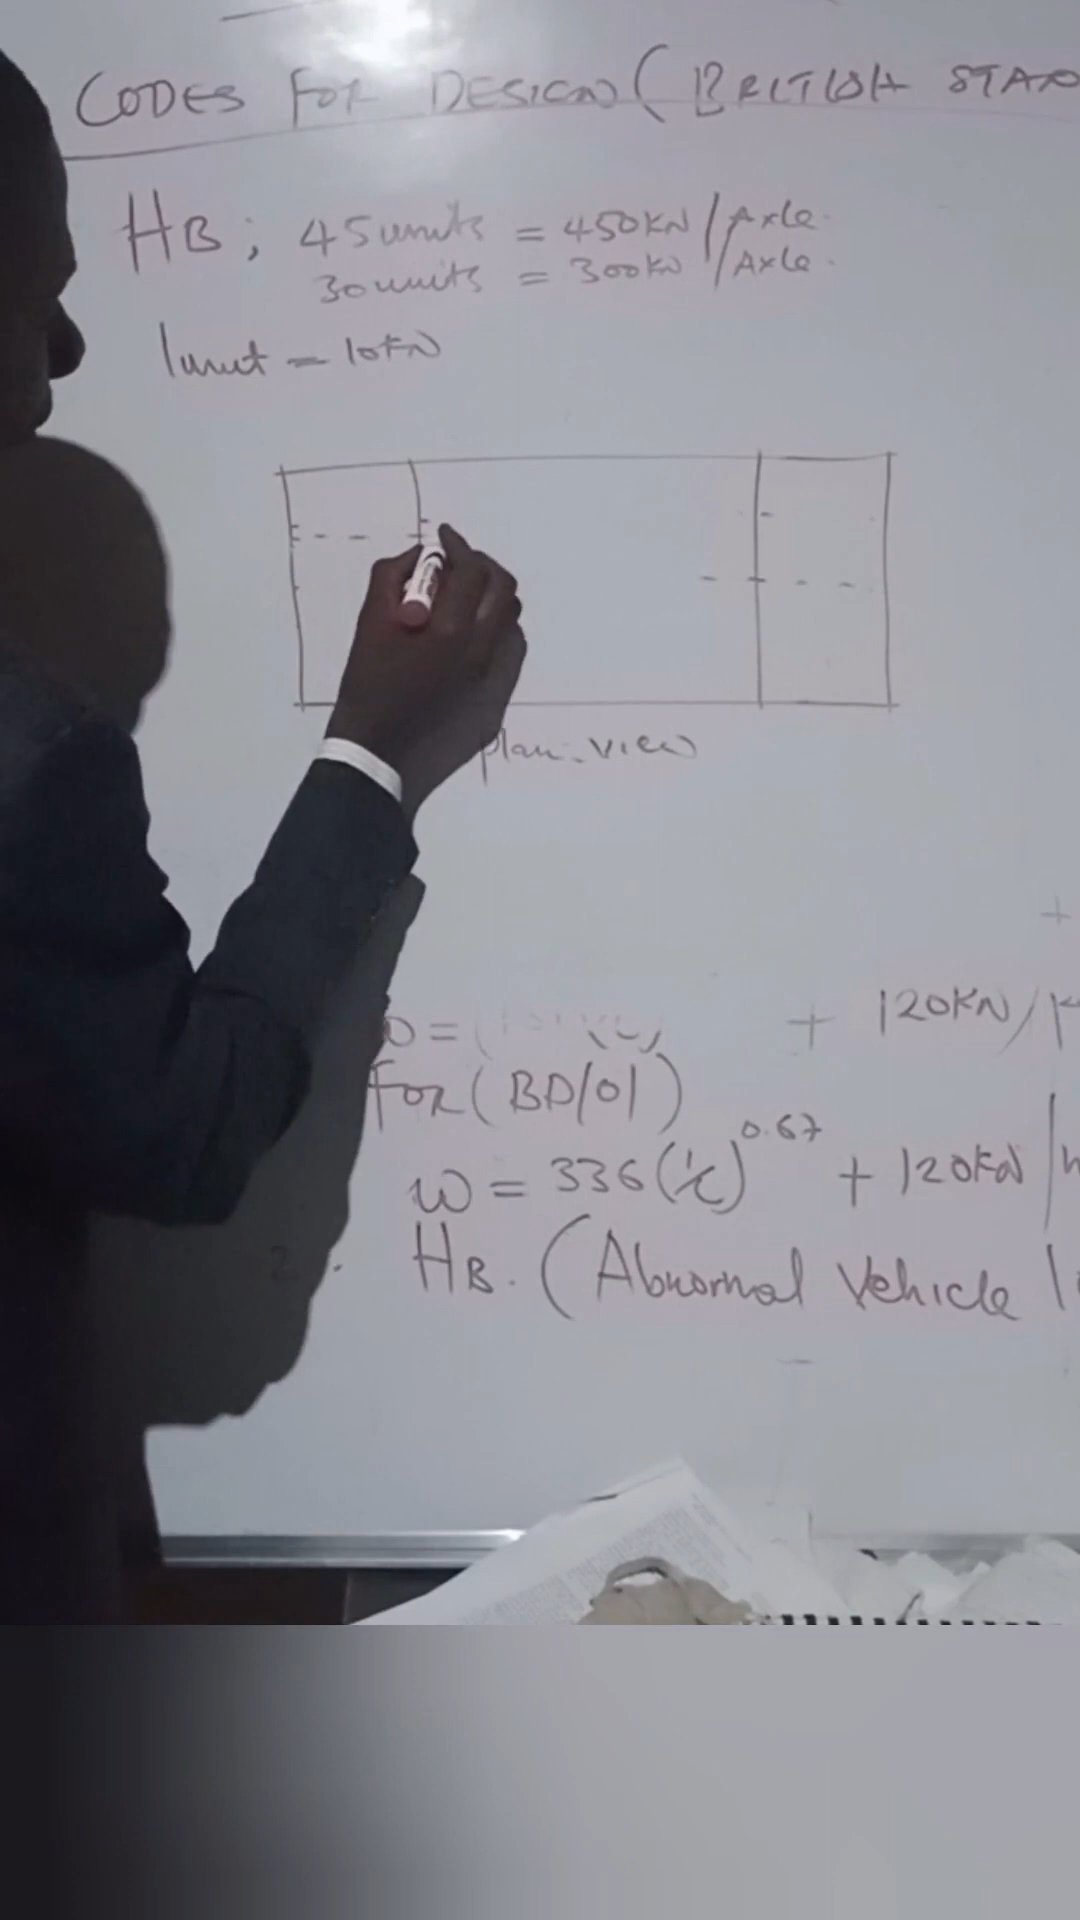 CODES FOR DESIGN (BRITISH STAN
HB; 45 units = 450KN/Axle.
30 units = 300KN/Axle.
1 unit = 10KN
plan-view
+
+ 120KN/
For (BD/01)
W = 336(1/L)^0.67 + 120KN/
2. HB. (Abnormal Vehicle